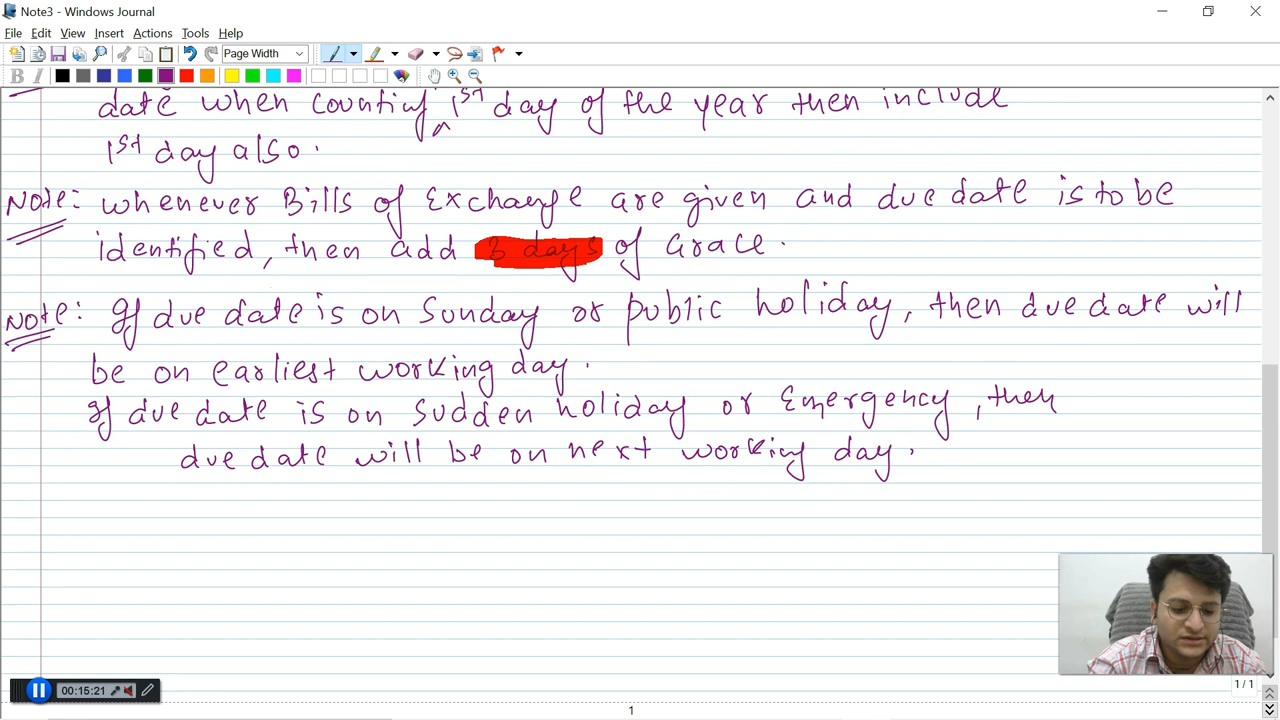 Note3 - Windows Journal
File Edit View Insert Actions Tools Help
Page Width
B I
date when counting 1st day of the year then include
1st day also.
Note: Whenever Bills of Exchange are given and due date is to be
identified, then add 3 days of Grace.
Note: If due date is on Sunday or public holiday, then due date will
be on earliest working day.
If due date is on Sudden holiday or Emergency, then
due date will be on next working day.
00:15:21
1/1
1